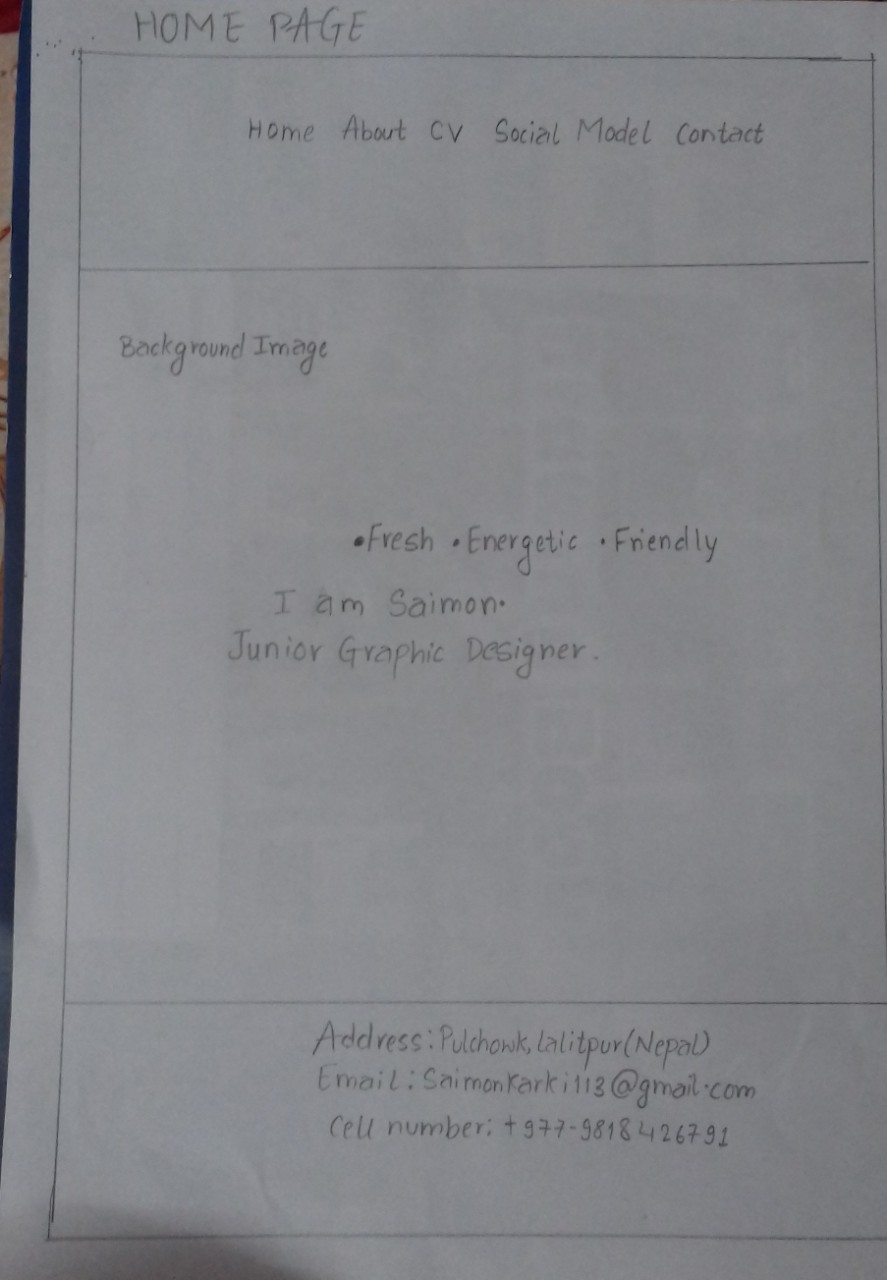 HOME PAGE
Home About CV Social Model Contact
Background Image
•Fresh •Energetic •Friendly
I am Saimon.
Junior Graphic Designer.
Address: Pulchowk, Lalitpur(Nepal)
Email: Saimonkarki113@gmail.com
Cell number: +977-9818426791